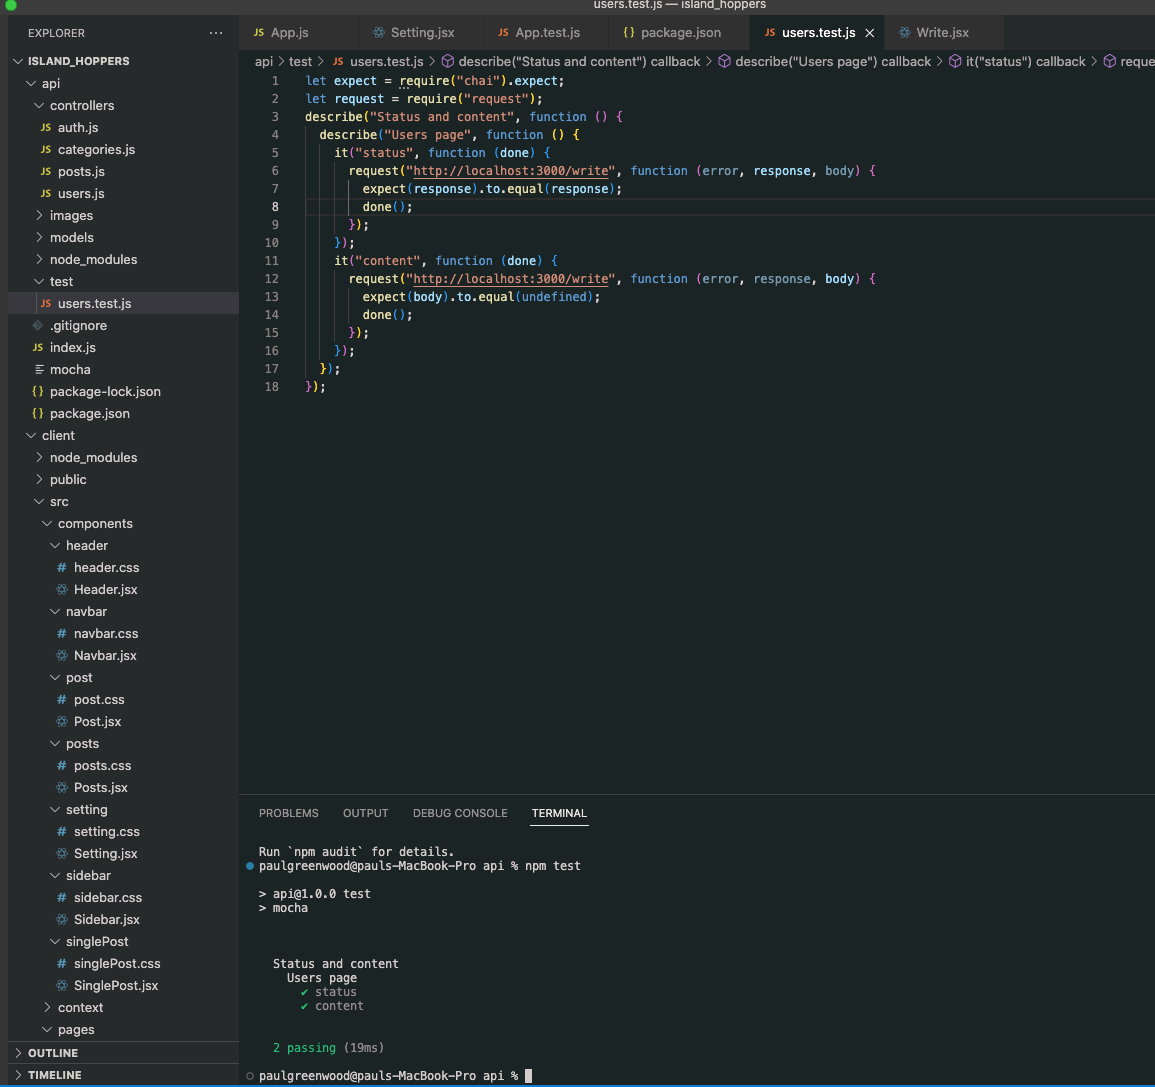 users.test.js — island_hoppers
EXPLORER ···
ISLAND_HOPPERS
api
controllers
JS auth.js
JS categories.js
JS posts.js
JS users.js
images
models
node_modules
test
JS users.test.js
.gitignore
JS index.js
mocha
{} package-lock.json
{} package.json
client
node_modules
public
src
components
header
# header.css
Header.jsx
navbar
# navbar.css
Navbar.jsx
post
# post.css
Post.jsx
posts
# posts.css
Posts.jsx
setting
# setting.css
Setting.jsx
sidebar
# sidebar.css
Sidebar.jsx
singlePost
# singlePost.css
SinglePost.jsx
context
pages
OUTLINE
TIMELINE
JS App.js Setting.jsx JS App.test.js {} package.json JS users.test.js Write.jsx
api > test > JS users.test.js > describe("Status and content") callback > describe("Users page") callback > it("status") callback > reque
1 let expect = require("chai").expect;
2 let request = require("request");
3 describe("Status and content", function () {
4 describe("Users page", function () {
5 it("status", function (done) {
6 request("http://localhost:3000/write", function (error, response, body) {
7 expect(response).to.equal(response);
8 done();
9 });
10 });
11 it("content", function (done) {
12 request("http://localhost:3000/write", function (error, response, body) {
13 expect(body).to.equal(undefined);
14 done();
15 });
16 });
17 });
18 });
PROBLEMS OUTPUT DEBUG CONSOLE TERMINAL
Run `npm audit` for details.
paulgreenwood@pauls-MacBook-Pro api % npm test
> api@1.0.0 test
> mocha
Status and content
Users page
✔ status
✔ content
2 passing (19ms)
paulgreenwood@pauls-MacBook-Pro api %